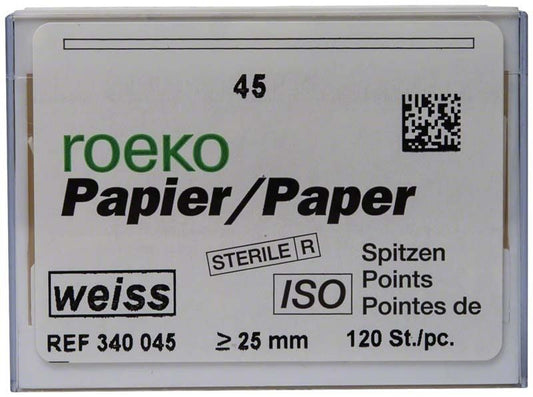 45
roeko
Papier/Paper
STERILE R
Spitzen
weiss
ISO
Points
Pointes de
REF 340 045
≥ 25 mm
120 St./pc.